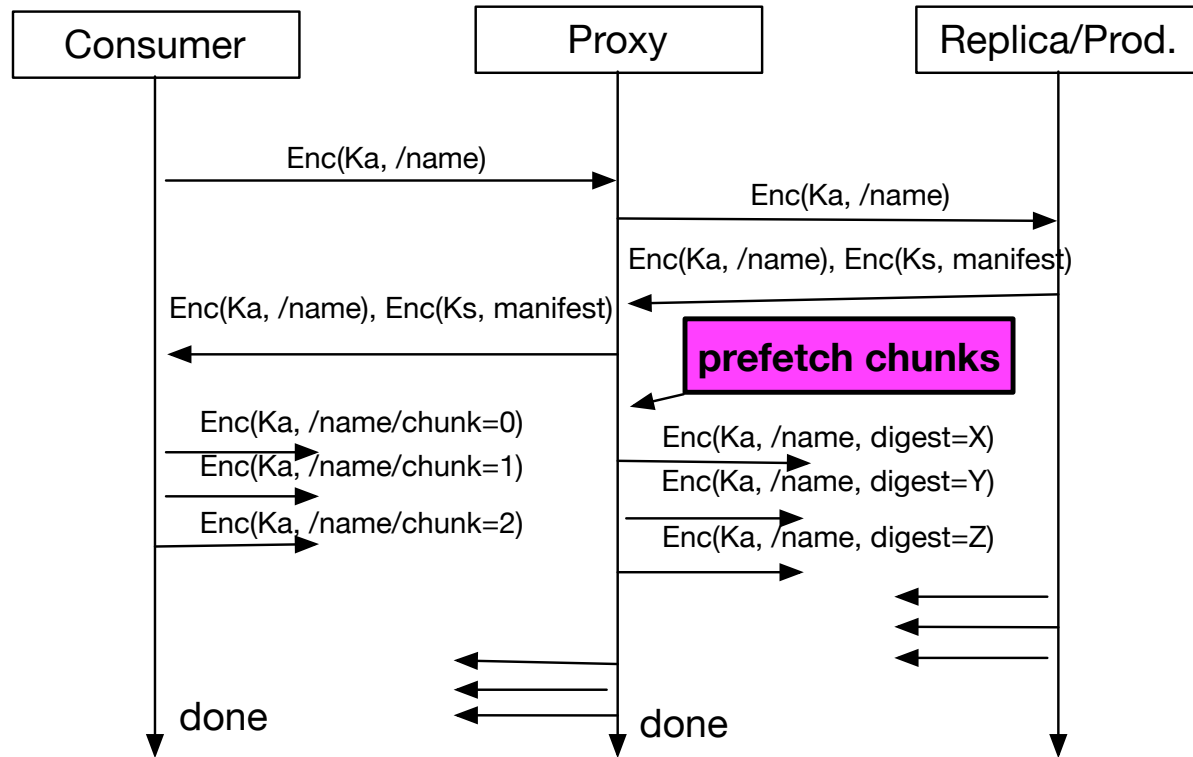 Consumer
Proxy
Replica/Prod.
Enc(Ka, /name)
Enc(Ka, /name)
Enc(Ka, /name), Enc(Ks, manifest)
Enc(Ka, /name), Enc(Ks, manifest)
prefetch chunks
Enc(Ka, /name/chunk=0)
Enc(Ka, /name, digest=X)
Enc(Ka, /name/chunk=1)
Enc(Ka, /name, digest=Y)
Enc(Ka, /name/chunk=2)
Enc(Ka, /name, digest=Z)
done
done